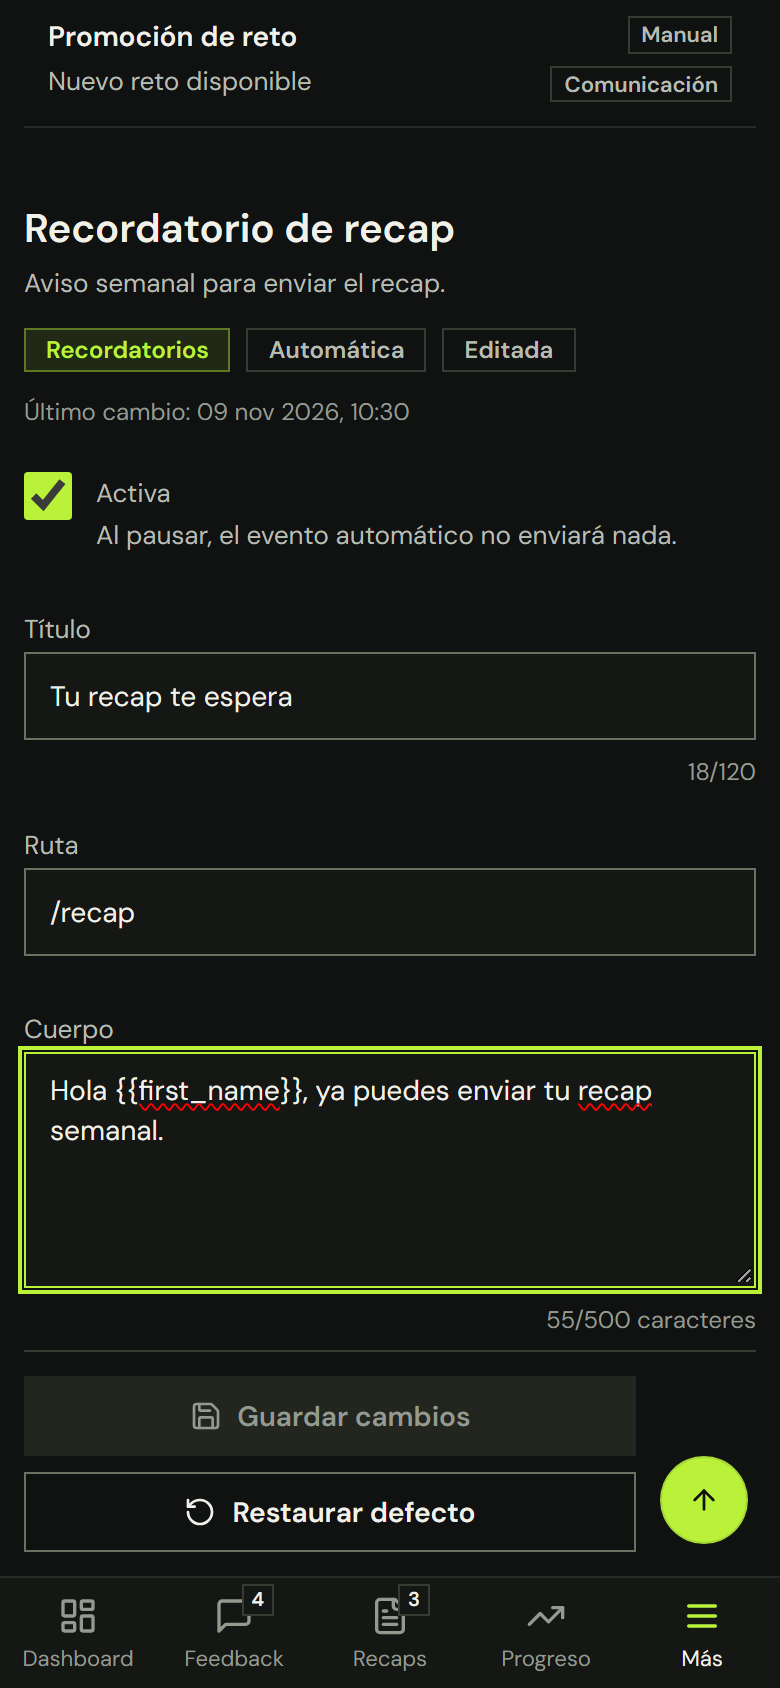 Promoción de reto
Manual
Nuevo reto disponible
Comunicación
Recordatorio de recap
Aviso semanal para enviar el recap.
Recordatorios
Automática
Editada
Último cambio: 09 nov 2026, 10:30
Activa
Al pausar, el evento automático no enviará nada.
Título
Tu recap te espera
18/120
Ruta
/recap
Cuerpo
Hola {{first_name}}, ya puedes enviar tu recap
semanal.
55/500 caracteres
Guardar cambios
Restaurar defecto
4
3
Dashboard
Feedback
Recaps
Progreso
Más